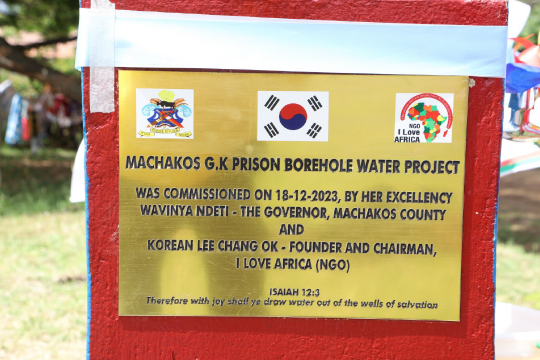 NGO
I Love
AFRICA
MACHAKOS G.K PRISON BOREHOLE WATER PROJECT
WAS COMMISSIONED ON 18-12-2023, BY HER EXCELLENCY
WAVINYA NDETI - THE GOVERNOR, MACHAKOS COUNTY
AND
KOREAN LEE CHANG OK - FOUNDER AND CHAIRMAN,
I LOVE AFRICA (NGO)
ISAIAH 12:3
Therefore with joy shall ye draw water out of the wells of salvation